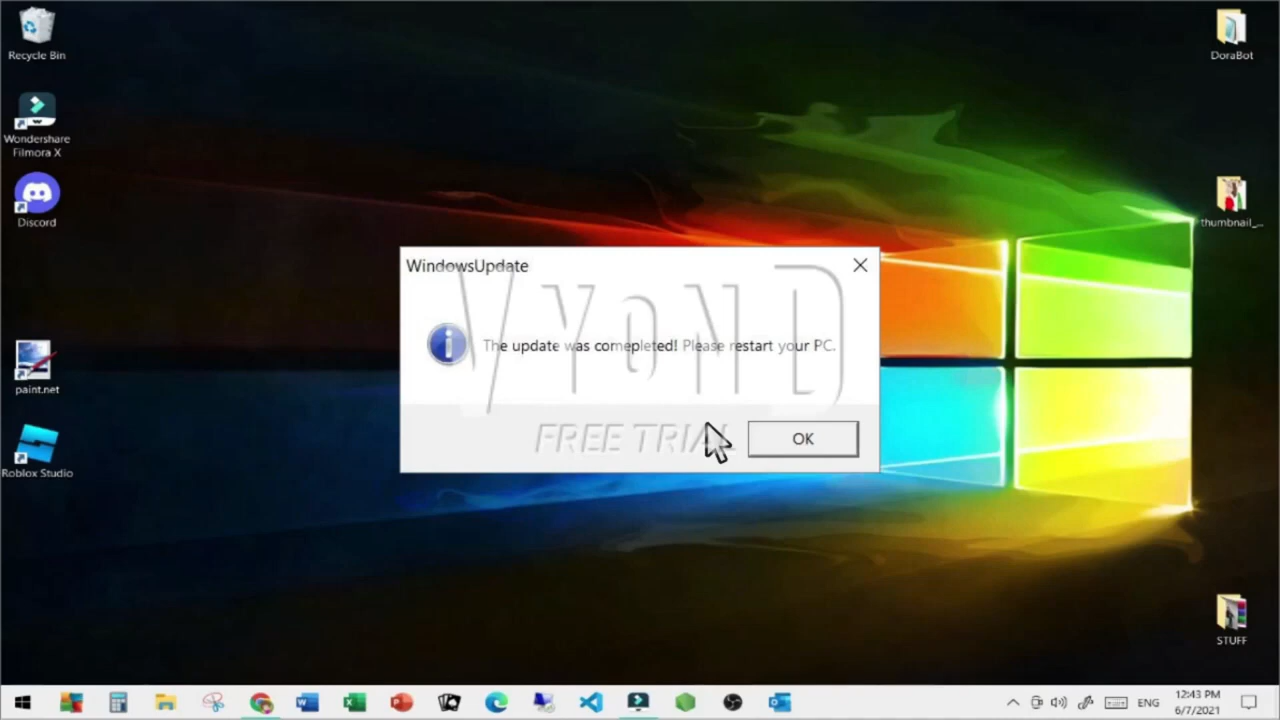 Recycle Bin
Wondershare
Filmora X
Discord
paint.net
Roblox Studio
DoraBot
thumbnail_...
STUFF
WindowsUpdate
The update was comepleted! Please restart your PC.
OK
VYOND
FREE TRIAL
ENG
12:43 PM
6/7/2021